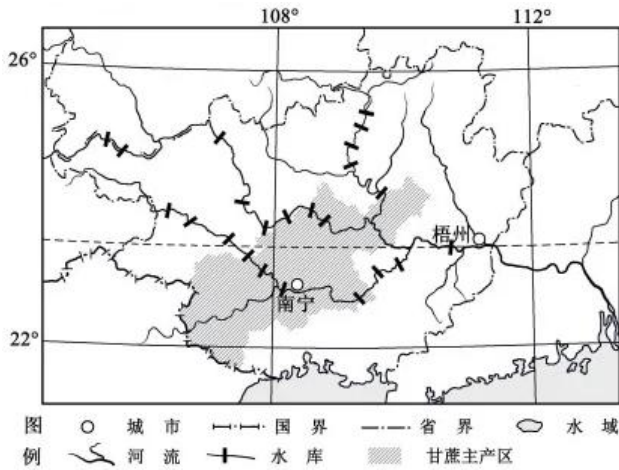 108° 112°
26°
梧州
南宁
22°
图 城市 国界 省界 水域
例 河流 水库 甘蔗主产区